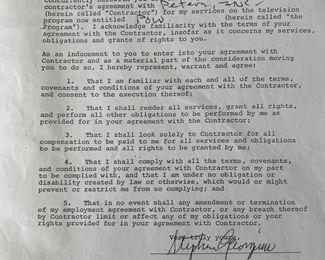 contractor's agreement with Peter
(herein called "Contractor") for my services on the television
program now entitled (herein called "the
Program"). I acknowledge familiarity with the terms of your
agreement with Contractor, insofar as it concerns my services,
obligations and grants of rights to you.
As an inducement to you to enter into your agreement with
Contractor and as a material part of the consideration moving
you to do so, I hereby represent, warrant and agree:
1. That I am familiar with each and all of the terms,
covenants and conditions of your agreement with the Contractor,
and consent to the execution thereof;
2. That I shall render all services, grant all rights,
and perform all other obligations to be performed by me as
provided for in your agreement with Contractor;
3. That I shall look solely to Contractor for all
compensation to be paid to me for all services and obligations
to be performed and all rights to be granted by me;
4. That I shall comply with all the terms, covenants,
and conditions of your agreement with Contractor on my part
to be complied with, and that I am under no obligation or
disability created by law or otherwise, which would or might
prevent or restrict me from so complying; and
5. That in no event shall any amendment or termination
of my employment agreement with Contractor, or any breach thereof
by Contractor limit or affect any of my obligations or your
rights provided for in your agreement with Contractor.
Very truly yours,